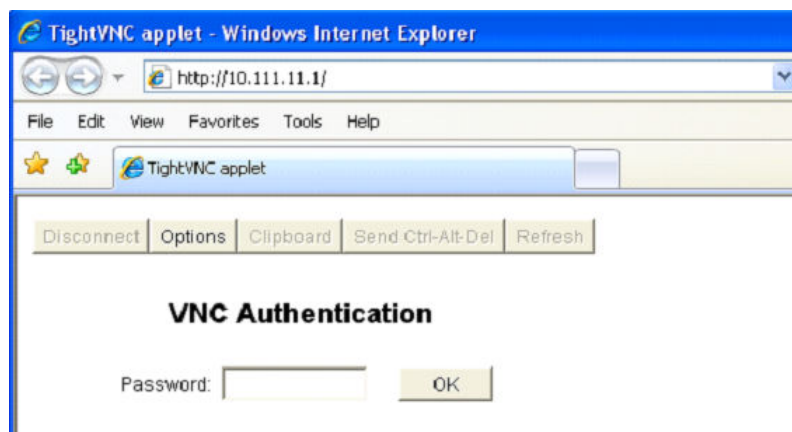 TightVNC applet - Windows Internet Explorer
http://10.111.11.1/
File Edit View Favorites Tools Help
TightVNC applet
Disconnect Options Clipboard Send Ctrl-Alt-Del Refresh
VNC Authentication
Password: OK